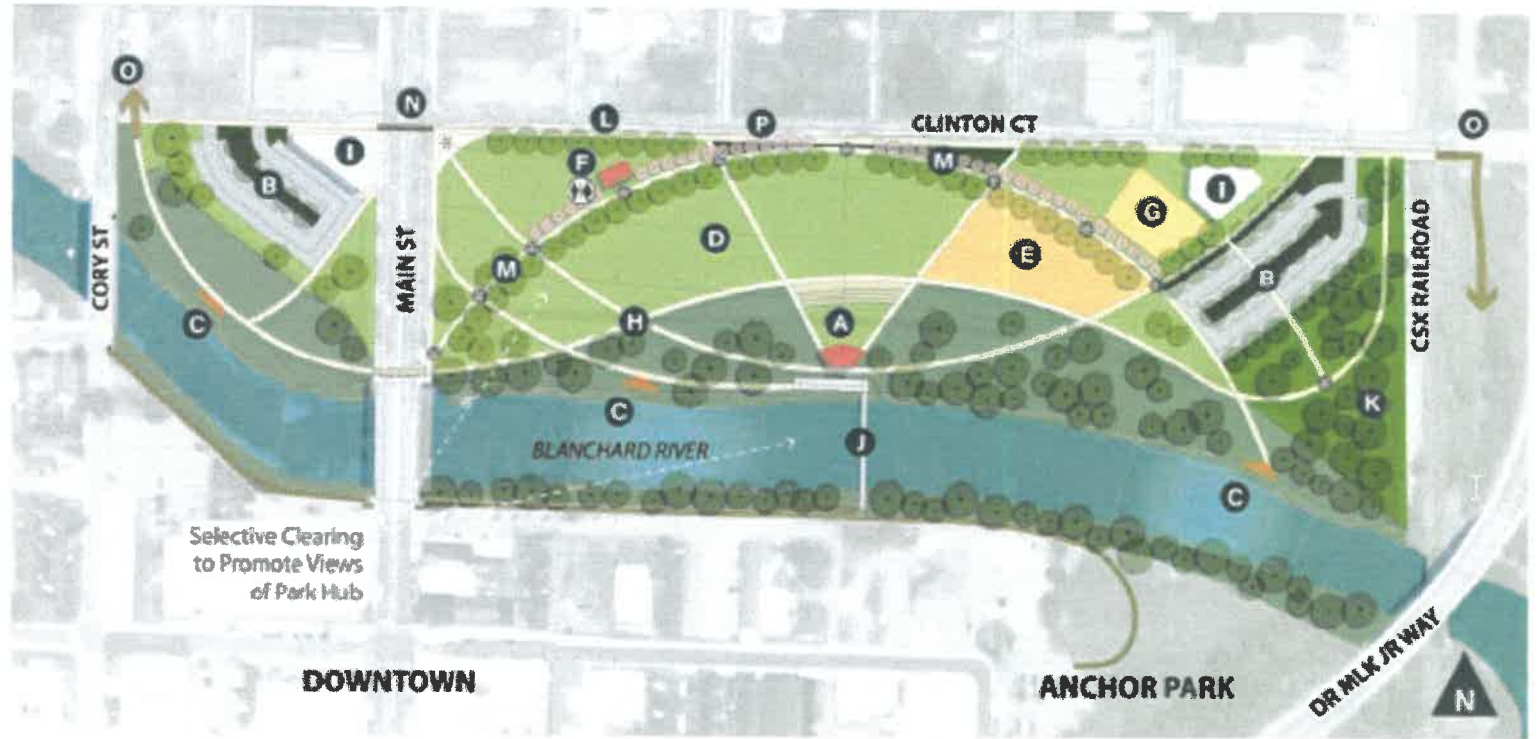 O
N
L
P
CLINTON CT
O
I
F
M
I
B
G
D
E
CORY ST
MAIN ST
M
B
CSX RAILROAD
C
H
A
C
K
BLANCHARD RIVER
J
C
Selective Clearing
to Promote Views
of Park Hub
DOWNTOWN
ANCHOR PARK
DR MLK JR WAY
N